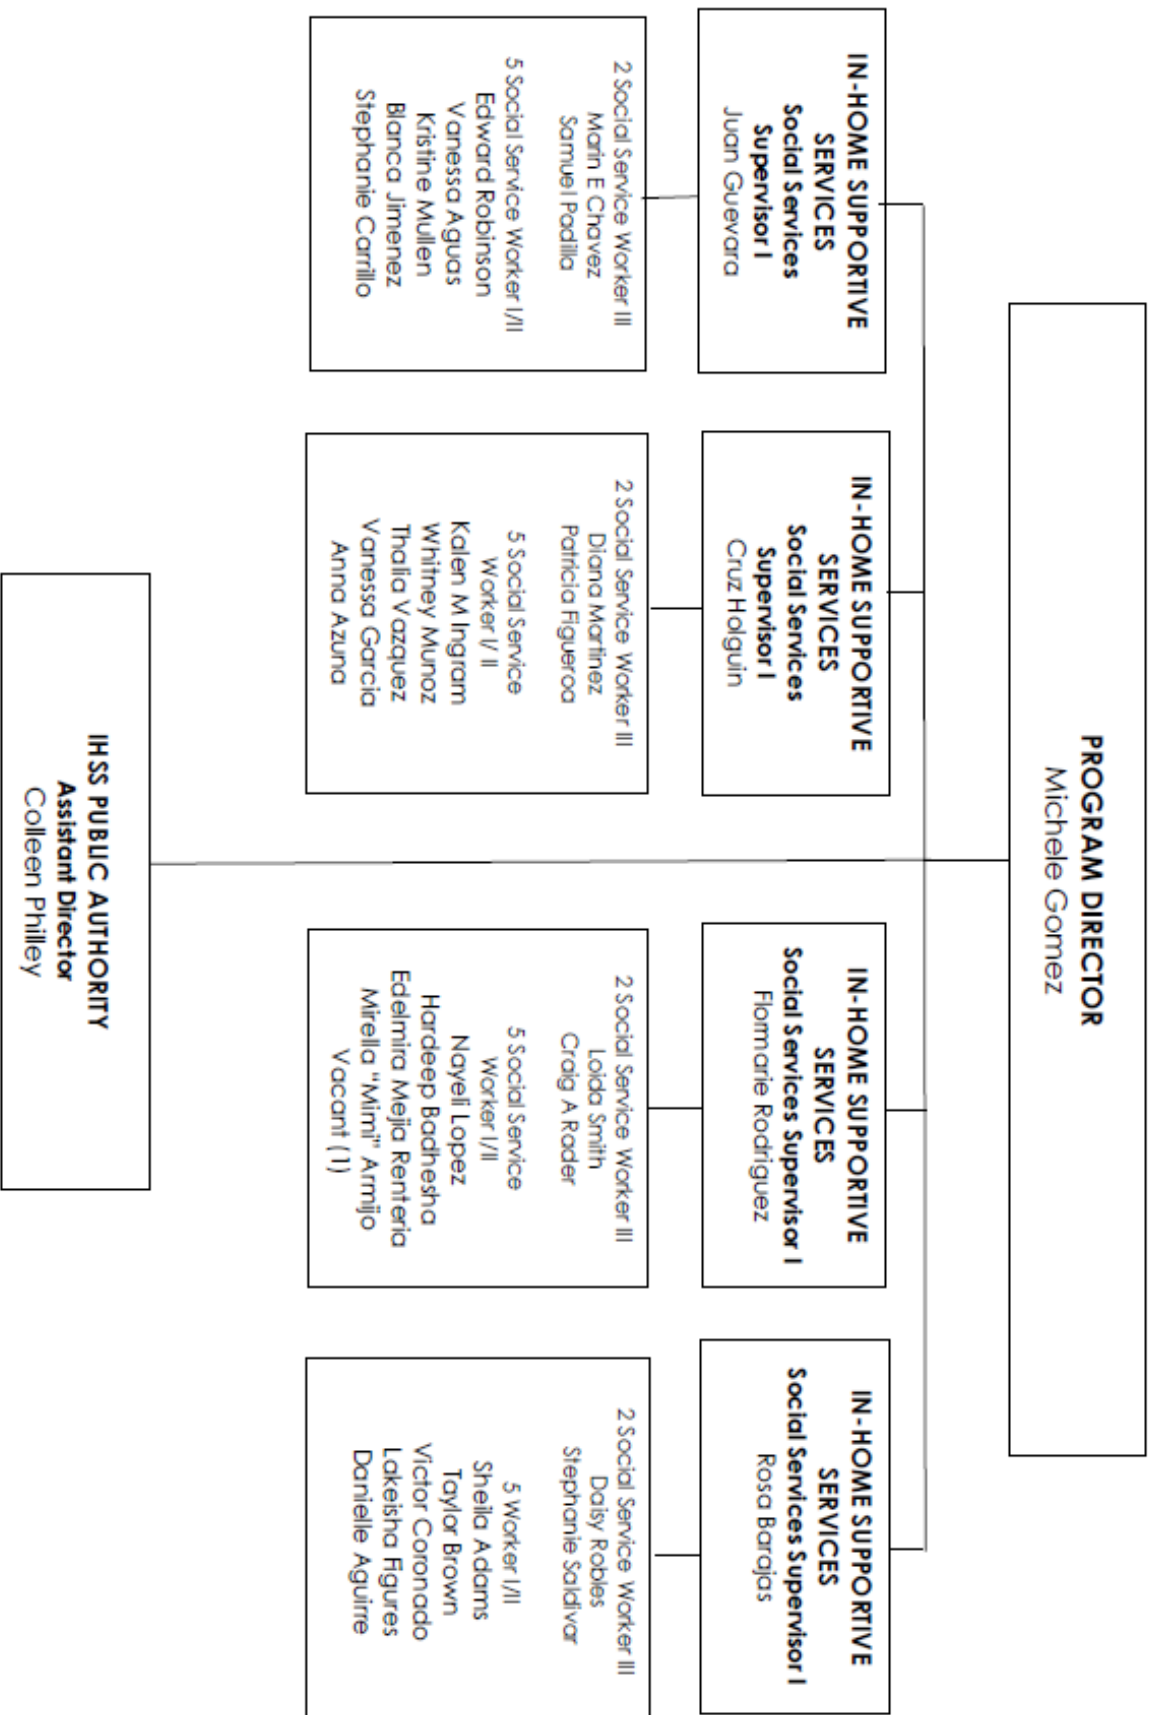 PROGRAM DIRECTOR
Michele Gomez
IN-HOME SUPPORTIVE
SERVICES
Social Services
Supervisor I
Juan Guevara
2 Social Service Worker III
Marin E Chavez
Samuel Padilla
5 Social Service Worker I/II
Edward Robinson
Vanessa Aguas
Kristine Mullen
Blanca Jimenez
Stephanie Carrillo
IN-HOME SUPPORTIVE
SERVICES
Social Services
Supervisor I
Cruz Holguin
2 Social Service Worker III
Diana Martinez
Patricia Figueroa
5 Social Service
Worker I/ II
Kalen M Ingram
Whitney Munoz
Thalia Vazquez
Vanessa Garcia
Anna Azuna
IN-HOME SUPPORTIVE
SERVICES
Social Services Supervisor I
Flormarie Rodriguez
2 Social Service Worker III
Loida Smith
Craig A Rader
5 Social Service
Worker I/II
Nayeli Lopez
Hardeep Badhesha
Edelmira Mejia Renteria
Mirella "Mimi" Armijo
Vacant (1)
IN-HOME SUPPORTIVE
SERVICES
Social Services Supervisor I
Rosa Barajas
2 Social Service Worker III
Daisy Robles
Stephanie Saldivar
5 Worker I/II
Sheila Adams
Taylor Brown
Victor Coronado
Lakeisha Figures
Danielle Aguirre
IHSS PUBLIC AUTHORITY
Assistant Director
Colleen Philley